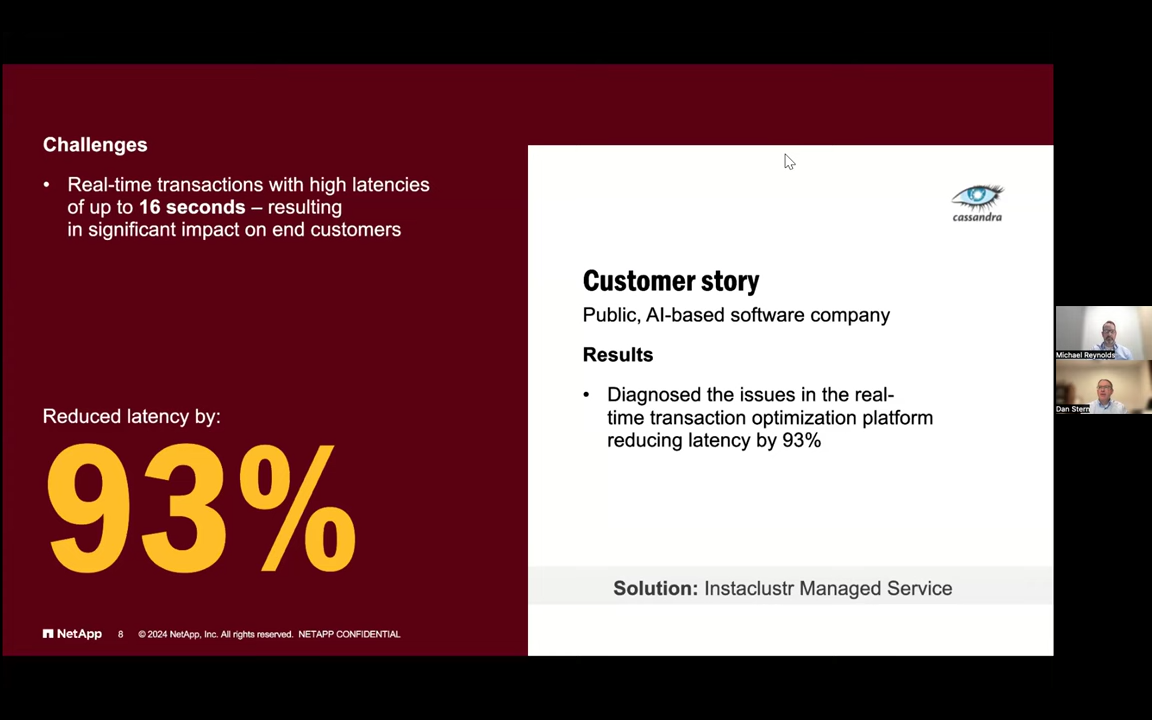 Challenges
• Real-time transactions with high latencies
of up to 16 seconds – resulting
in significant impact on end customers
Reduced latency by:
93%
NetApp 8 © 2024 NetApp, Inc. All rights reserved. NETAPP CONFIDENTIAL
cassandra
Customer story
Public, AI-based software company
Results
• Diagnosed the issues in the real-
time transaction optimization platform
reducing latency by 93%
Solution: Instaclustr Managed Service
Michael Reynolds
Dan Stern